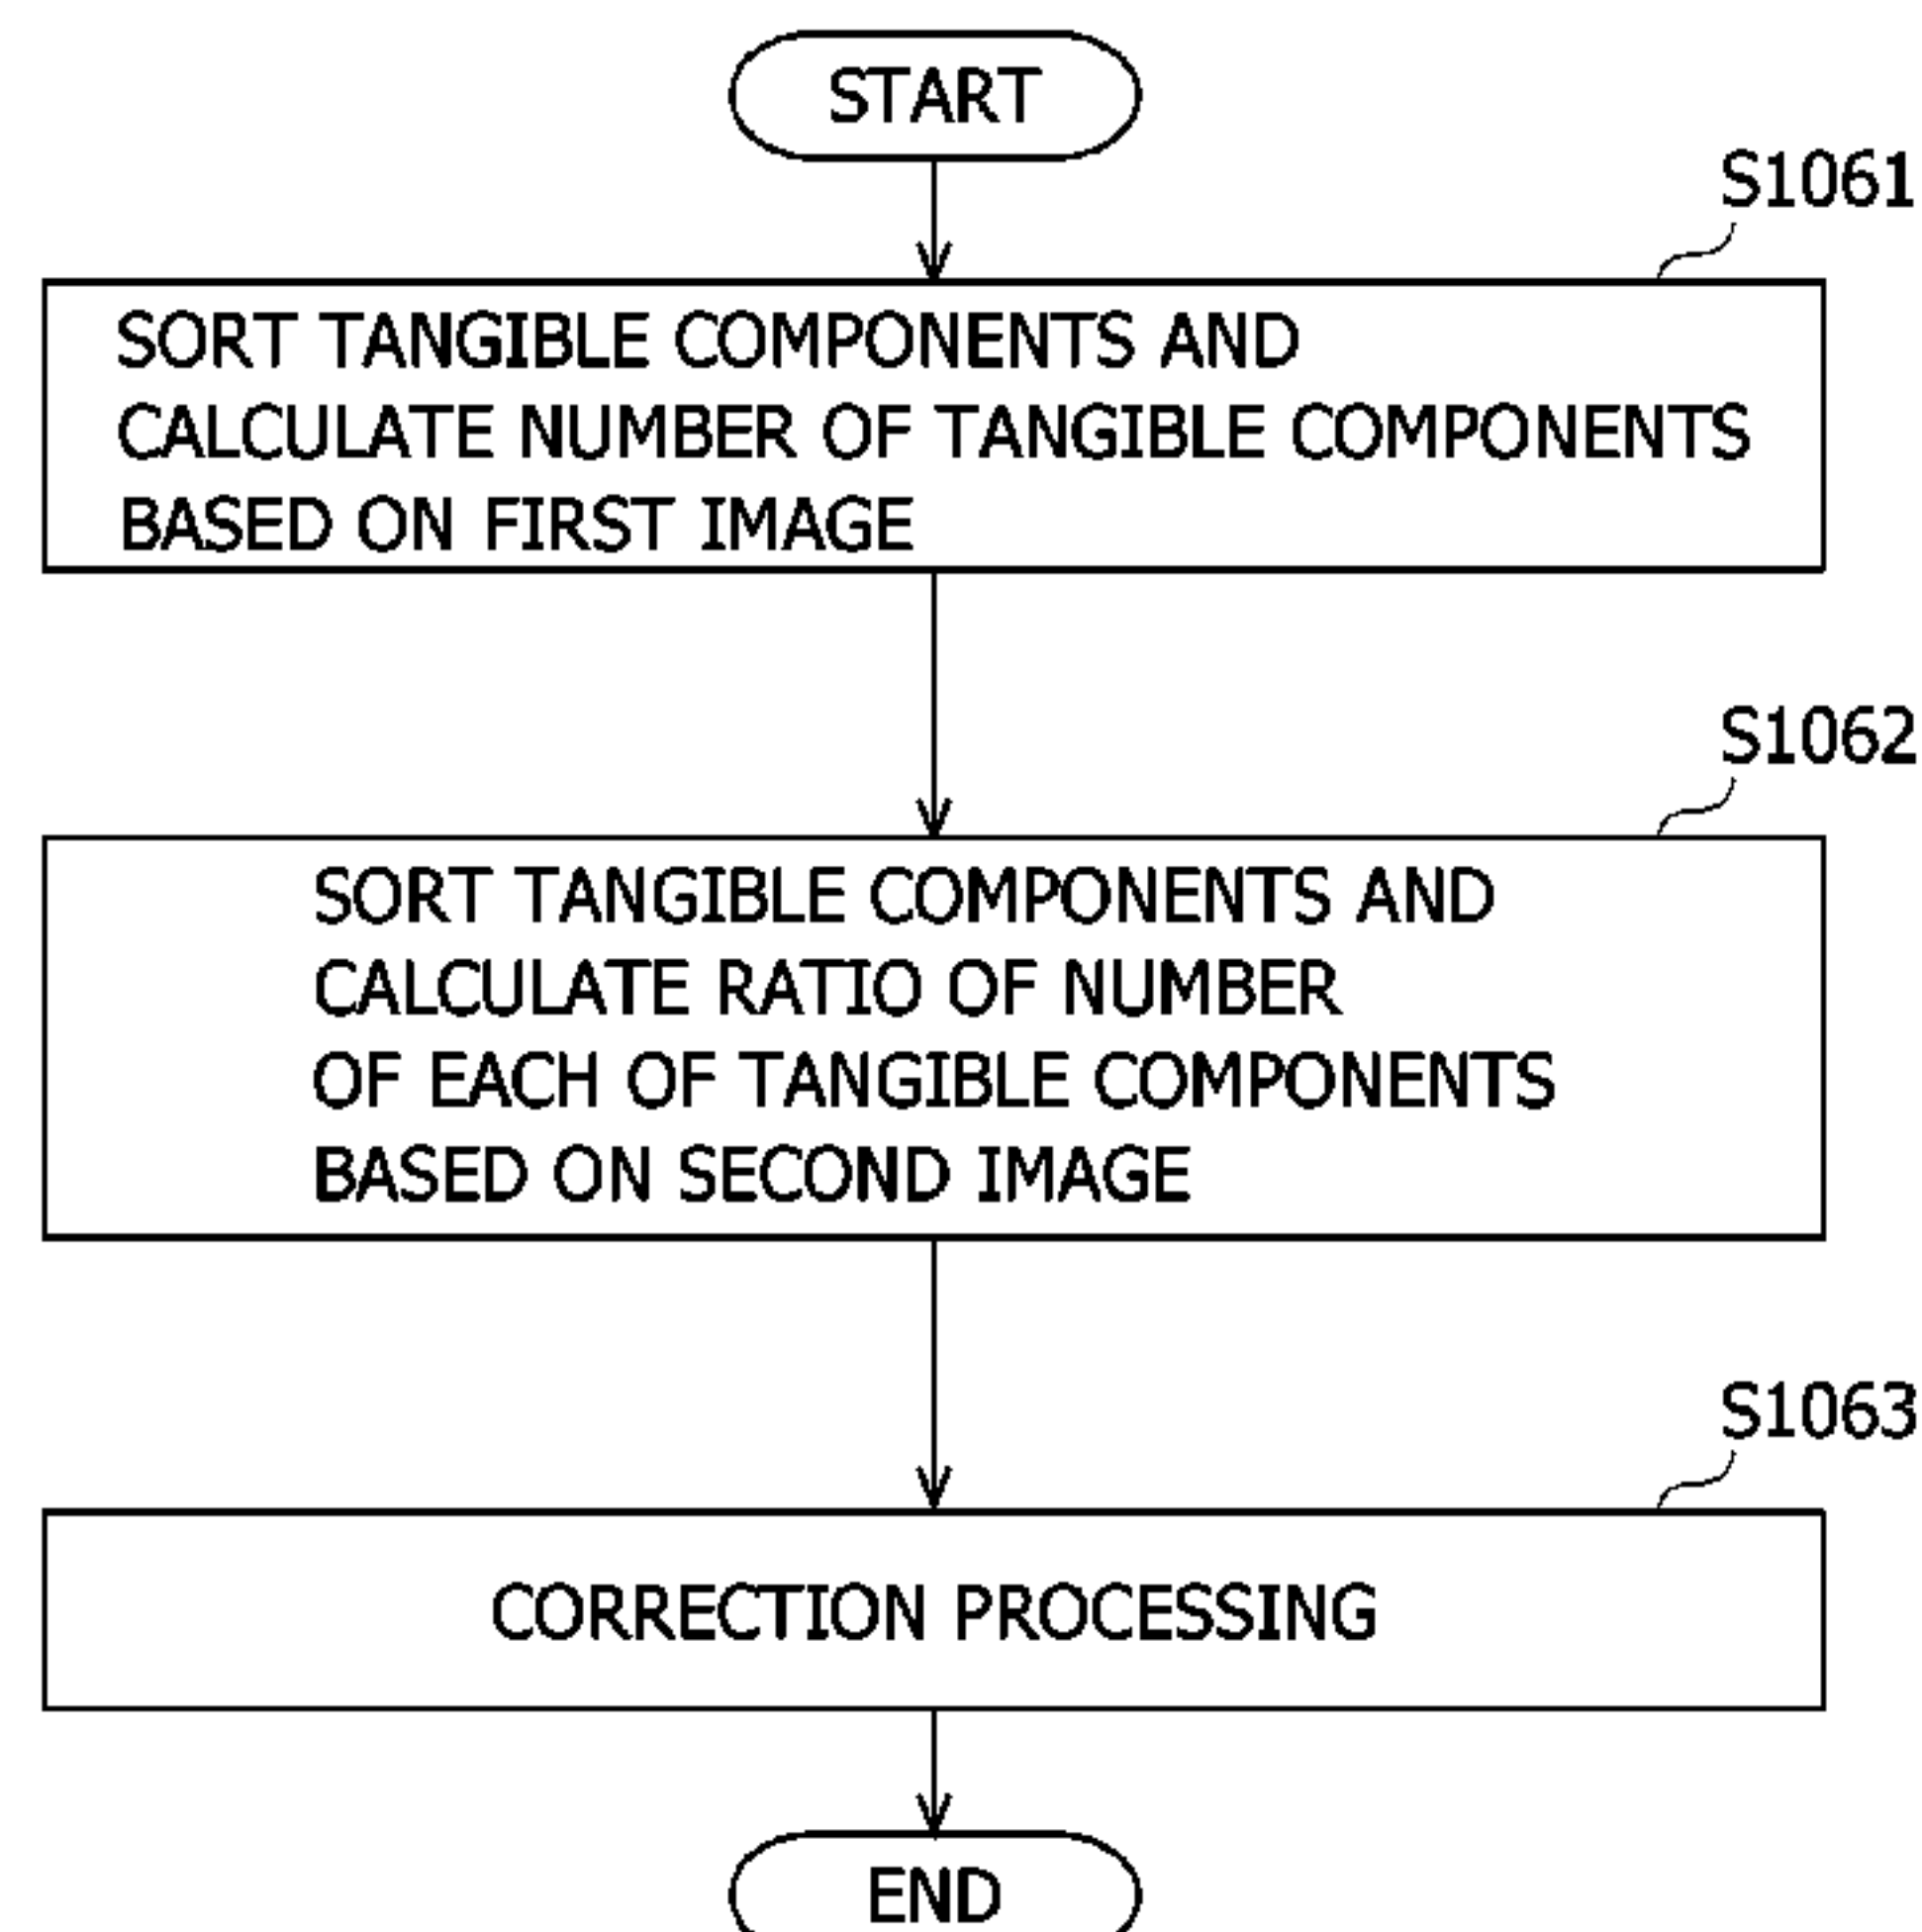 START
S1061
SORT TANGIBLE COMPONENTS AND
CALCULATE NUMBER OF TANGIBLE COMPONENTS
BASED ON FIRST IMAGE
S1062
SORT TANGIBLE COMPONENTS AND
CALCULATE RATIO OF NUMBER
OF EACH OF TANGIBLE COMPONENTS
BASED ON SECOND IMAGE
S1063
CORRECTION PROCESSING
END